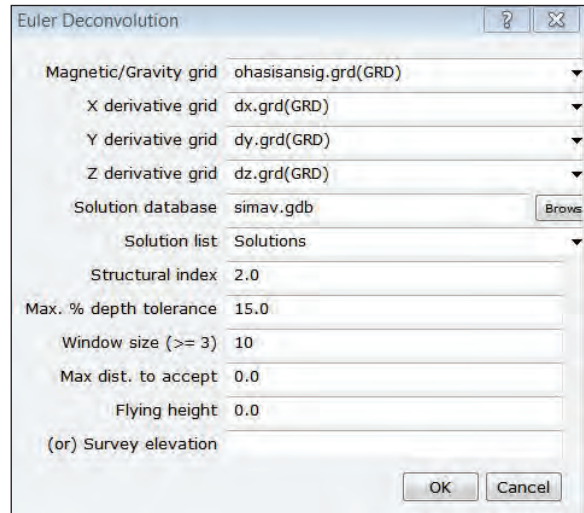 Euler Deconvolution
Magnetic/Gravity grid ohasisansig.grd(GRD)
X derivative grid dx.grd(GRD)
Y derivative grid dy.grd(GRD)
Z derivative grid dz.grd(GRD)
Solution database simav.gdb Brows
Solution list Solutions
Structural index 2.0
Max. % depth tolerance 15.0
Window size (>= 3) 10
Max dist. to accept 0.0
Flying height 0.0
(or) Survey elevation
OK Cancel